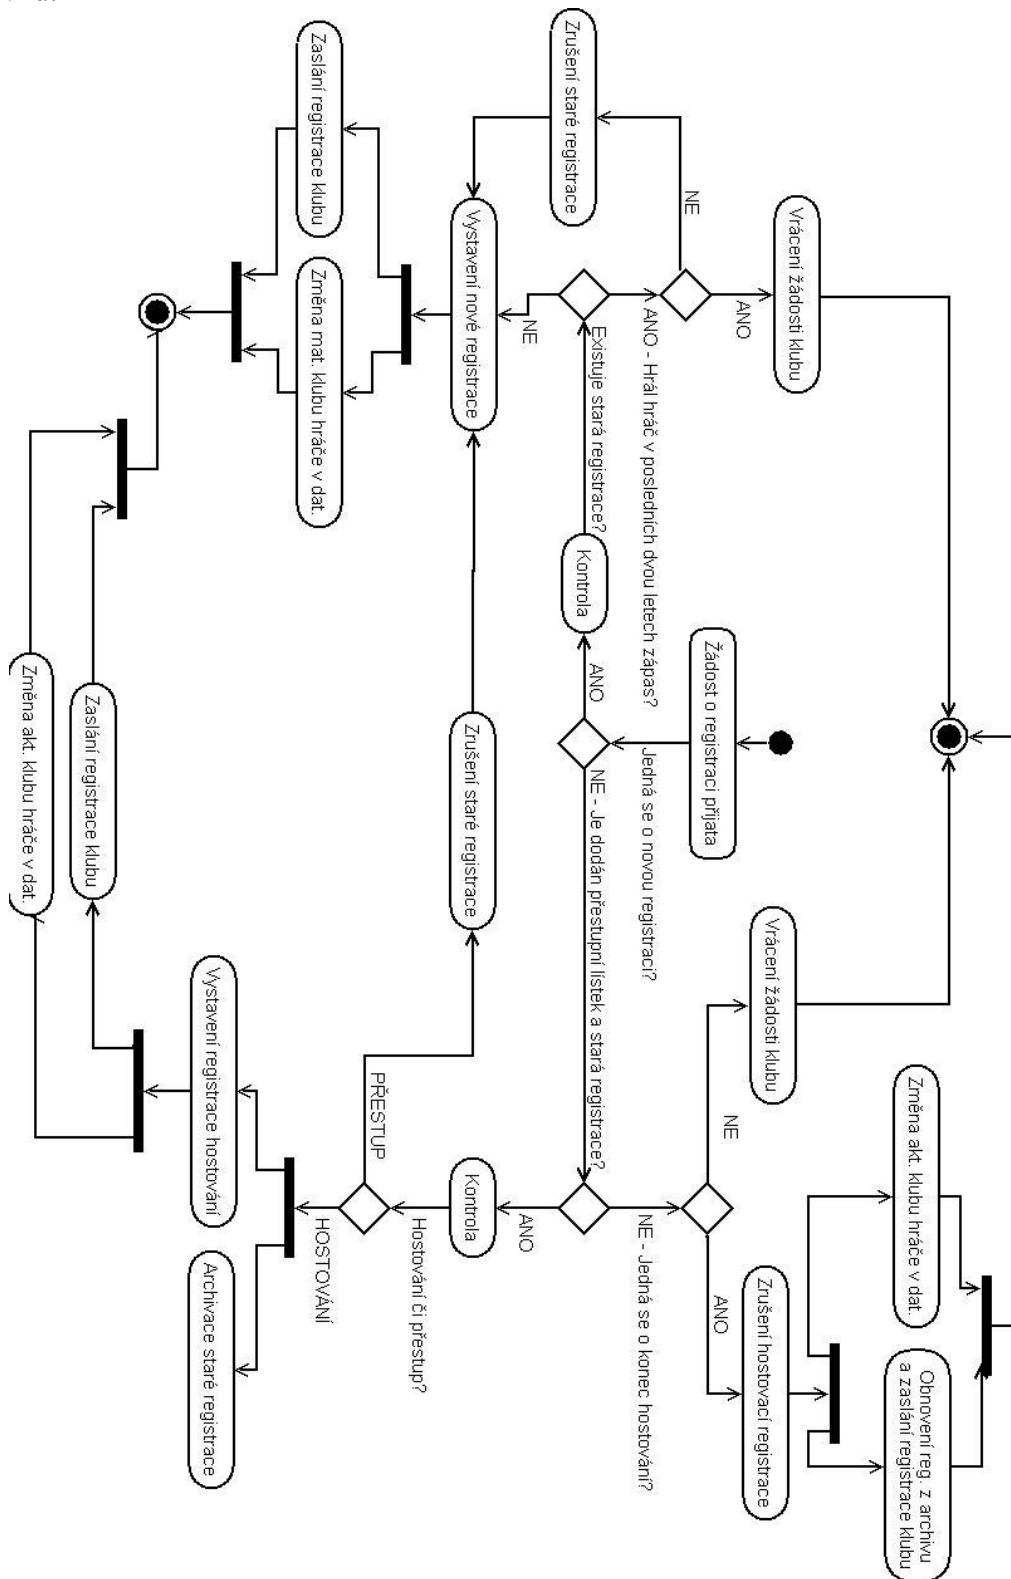 Změna akt. klubu hráče v dat.
Obnovení reg. z archivu
a zaslání registrace klubu
Vrácení žádosti klubu
Vrácení žádosti klubu
Zrušení hostovací registrace
ANO
NE
ANO
Žádost o registraci přijata
NE
ANO - Hrál hráč v posledních dvou letech zápas?
Jedná se o novou registraci?
NE - Jedná se o konec hostování?
Existuje stará registrace?
ANO
NE - Je dodán přestupní lístek a stará registrace?
Kontrola
Zrušení staré registrace
NE
ANO
Vystavení nové registrace
Zrušení staré registrace
Kontrola
Hostování či přestup?
PŘESTUP
HOSTOVÁNÍ
Zaslání registrace klubu
Změna mat. klubu hráče v dat.
Vystavení registrace hostování
Archivace staré registrace
Zaslání registrace klubu
Změna akt. klubu hráče v dat.